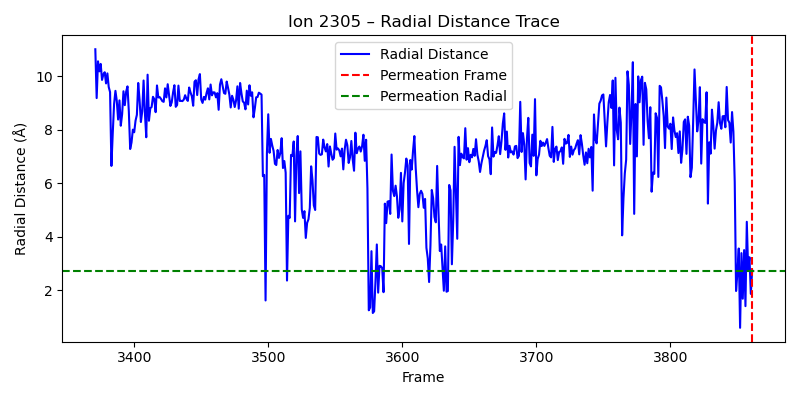 Ion 2305 – Radial Distance Trace
Radial Distance
Permeation Frame
Permeation Radial
Radial Distance (Å)
10
8
6
4
2
3400 3500 3600 3700 3800
Frame